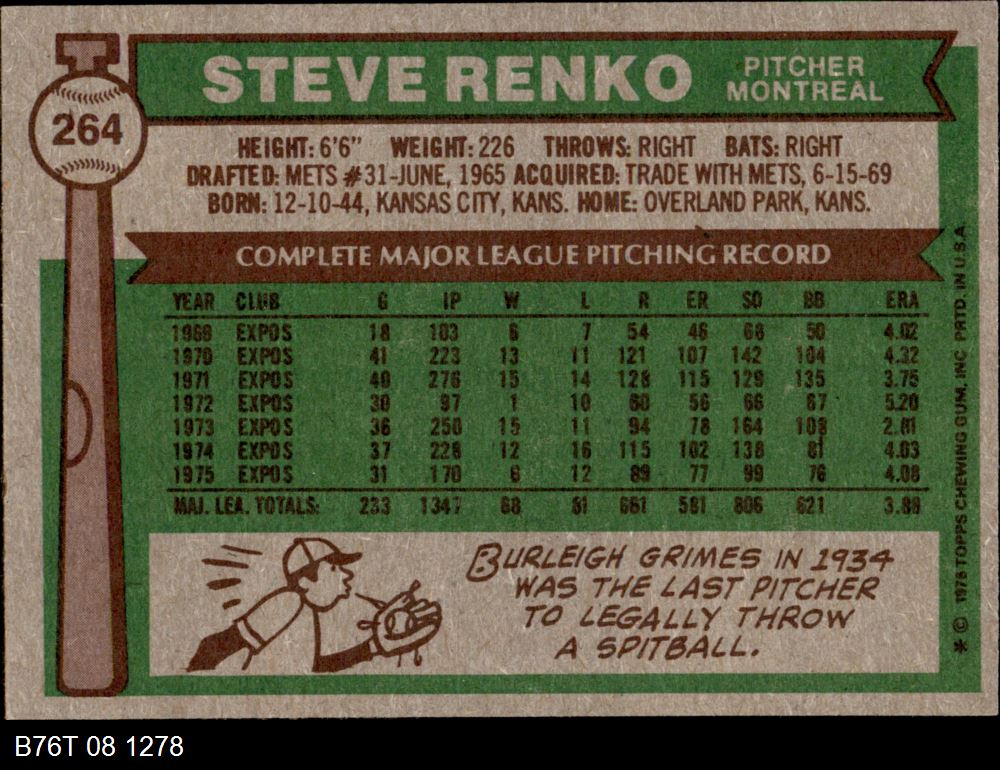 264
STEVE RENKO
PITCHER
MONTREAL
HEIGHT: 6'6" WEIGHT: 226 THROWS: RIGHT BATS: RIGHT
DRAFTED: METS #31-JUNE, 1965 ACQUIRED: TRADE WITH METS, 6-15-69
BORN: 12-10-44, KANSAS CITY, KANS. HOME: OVERLAND PARK, KANS.
COMPLETE MAJOR LEAGUE PITCHING RECORD
YEAR CLUB G IP W L R ER SO BB ERA
1969 EXPOS 18 103 6 7 54 46 68 50 4.02
1970 EXPOS 41 223 13 11 121 107 142 104 4.32
1971 EXPOS 40 276 15 14 128 115 129 135 3.75
1972 EXPOS 30 97 1 10 60 56 66 67 5.20
1973 EXPOS 36 250 15 11 94 78 164 108 2.81
1974 EXPOS 37 228 12 16 115 102 138 81 4.03
1975 EXPOS 31 170 6 12 89 77 99 76 4.08
MAJ. LEA. TOTALS: 233 1347 68 81 661 581 806 621 3.88
BURLEIGH GRIMES IN 1934
WAS THE LAST PITCHER
TO LEGALLY THROW
A SPITBALL.
* © 1976 TOPPS CHEWING GUM, INC. PRTD. IN U.S.A.
B76T 08 1278